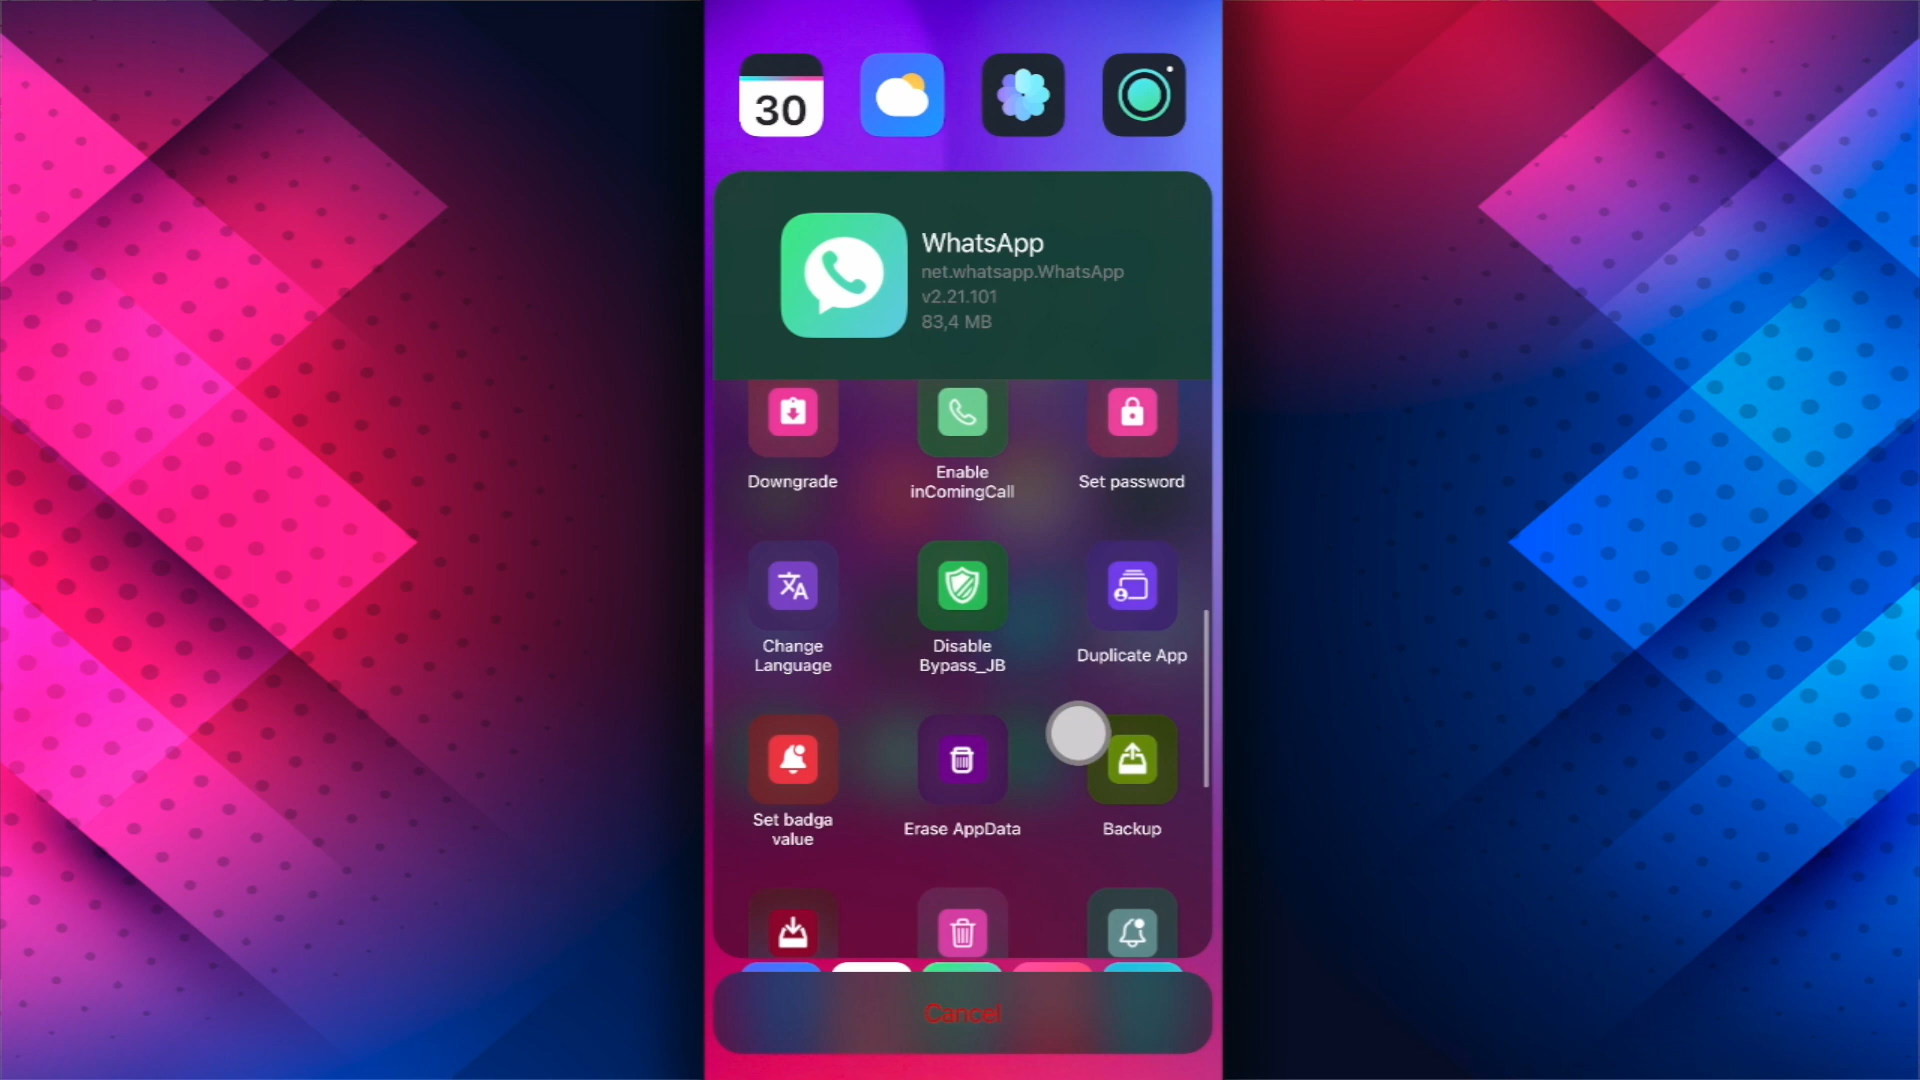 30
WhatsApp
net.whatsapp.WhatsApp
v2.21.101
83,4 MB
Downgrade
Enable
inComingCall
Set password
Change
Language
Disable
Bypass_JB
Duplicate App
Set badga
value
Erase AppData
Backup
Cancel